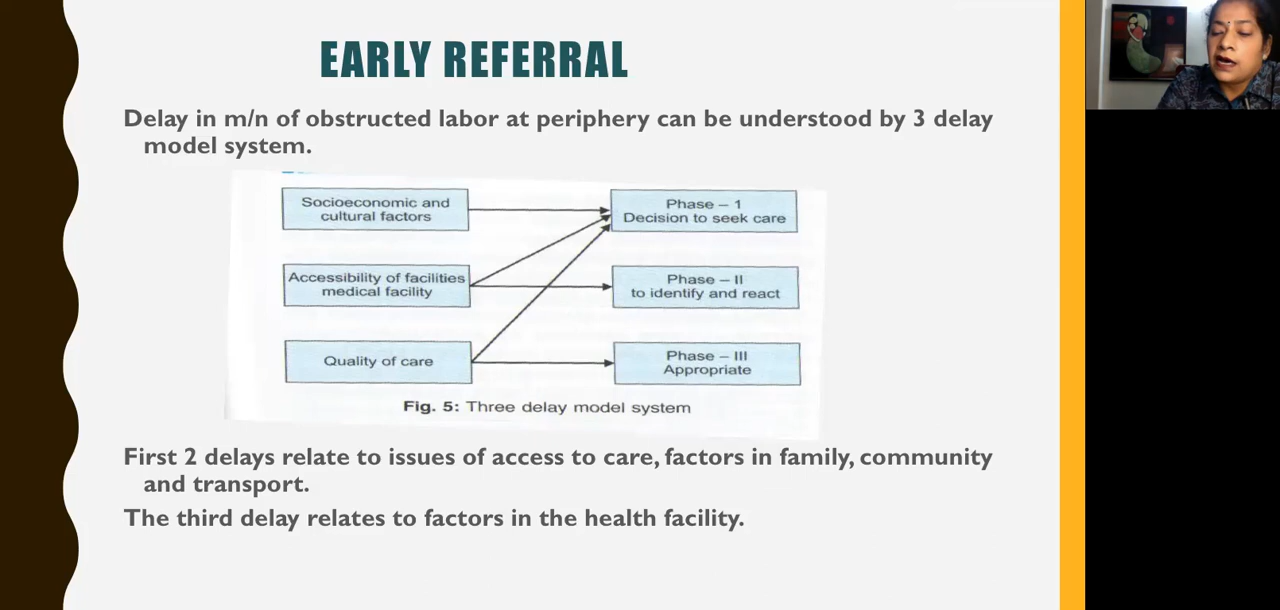 EARLY REFERRAL
Delay in m/n of obstructed labor at periphery can be understood by 3 delay
model system.
Socioeconomic and
cultural factors
Phase – 1
Decision to seek care
Accessibility of facilities
medical facility
Phase – II
to identify and react
Quality of care
Phase – III
Appropriate
Fig. 5: Three delay model system
First 2 delays relate to issues of access to care, factors in family, community
and transport.
The third delay relates to factors in the health facility.